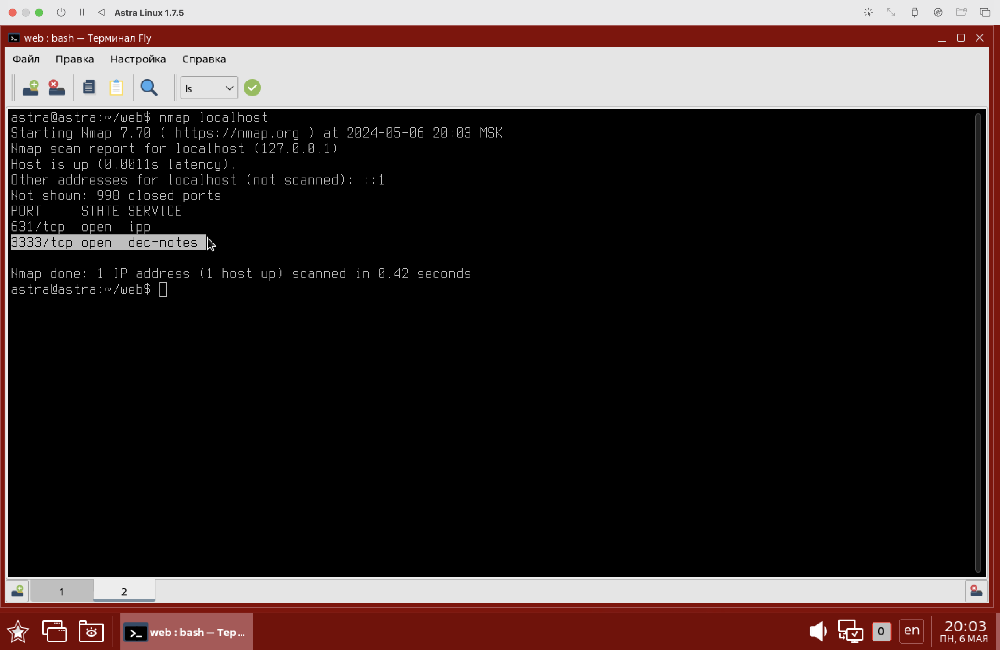 Astra Linux 1.7.5
web : bash — Терминал Fly
Файл Правка Настройка Справка
ls
astra@astra:~/web$ nmap localhost
Starting Nmap 7.70 ( https://nmap.org ) at 2024-05-06 20:03 MSK
Nmap scan report for localhost (127.0.0.1)
Host is up (0.0011s latency).
Other addresses for localhost (not scanned): ::1
Not shown: 998 closed ports
PORT     STATE SERVICE
631/tcp  open  ipp
3333/tcp open  dec-notes
Nmap done: 1 IP address (1 host up) scanned in 0.42 seconds
astra@astra:~/web$
1 2
web : bash — Тер...
0 en 20:03
ПН, 6 МАЯ